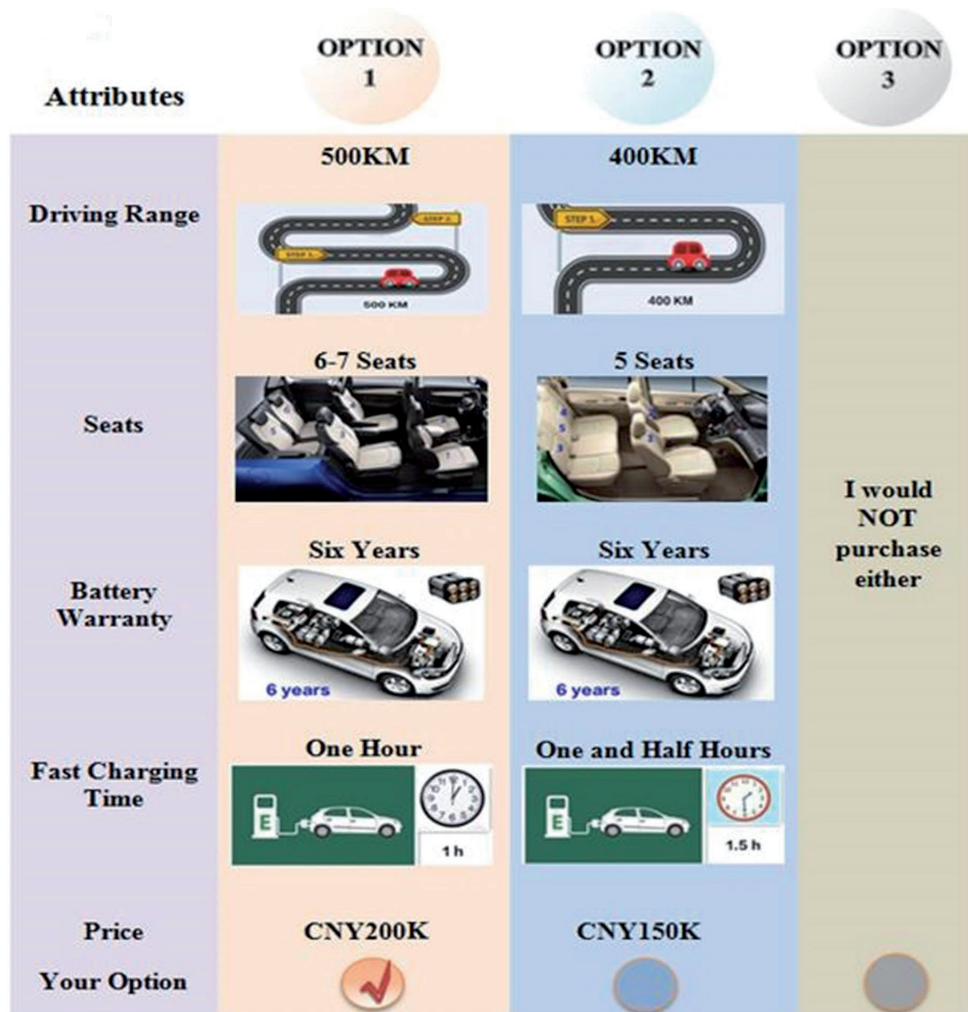 OPTION
1
OPTION
2
OPTION
3
Attributes
500KM
400KM
Driving Range
STEP 2.
STEP 1.
500 KM
STEP 1.
400 KM
6-7 Seats
5 Seats
Seats
I would
NOT
purchase
either
Six Years
Six Years
Battery
Warranty
6 years
6 years
One Hour
One and Half Hours
Fast Charging
Time
E
1 h
E
1.5 h
Price
CNY200K
CNY150K
Your Option